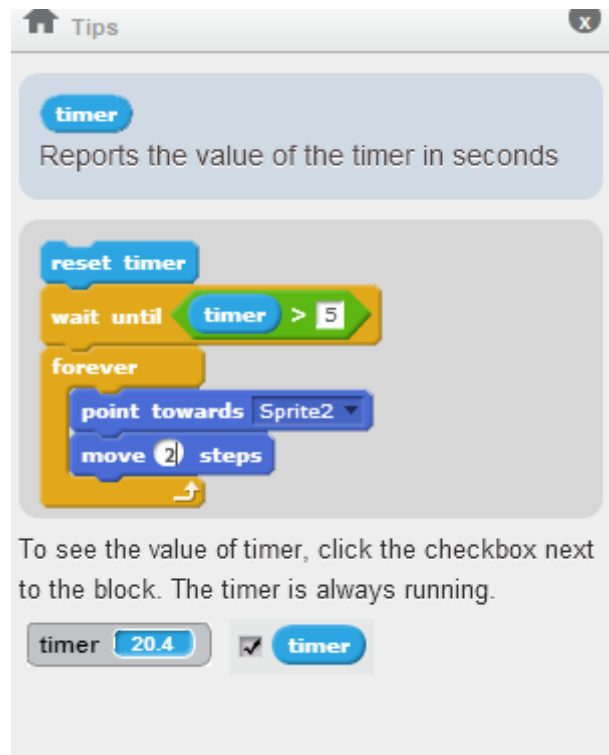 Tips
x
timer
Reports the value of the timer in seconds
reset timer
wait until timer > 5
forever
point towards Sprite2
move 2 steps
To see the value of timer, click the checkbox next
to the block. The timer is always running.
timer 20.4 timer